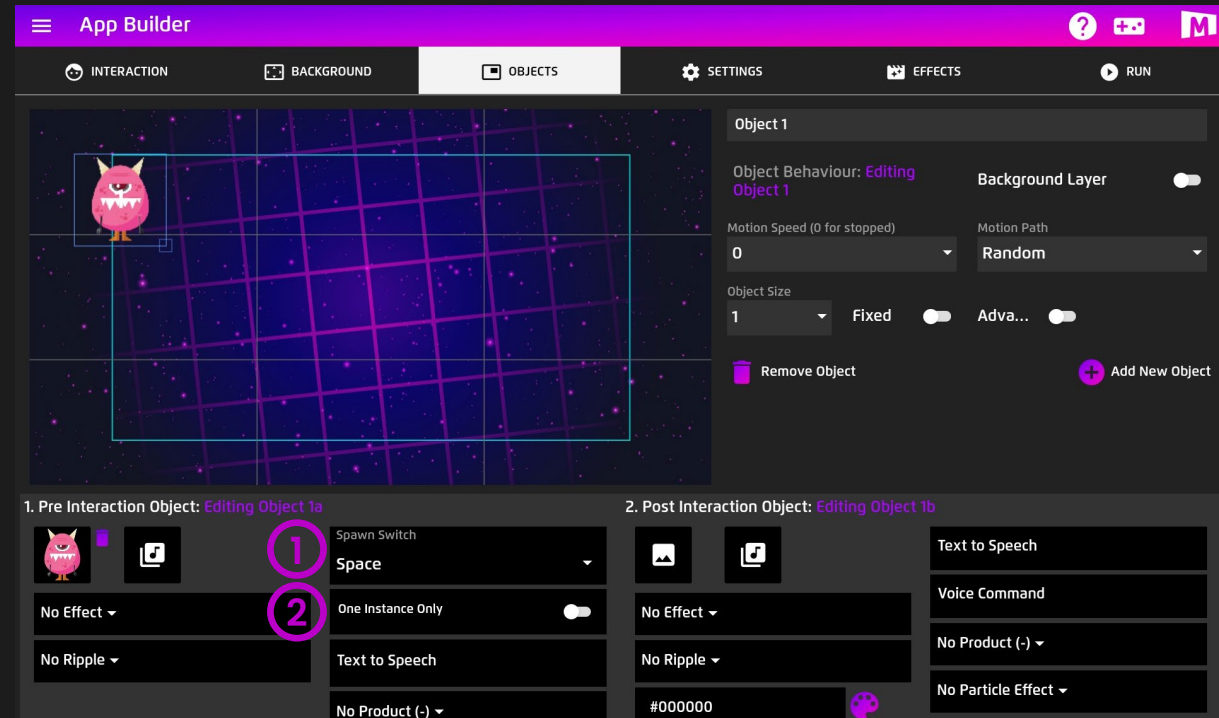 App Builder
?
M
INTERACTION
BACKGROUND
OBJECTS
SETTINGS
EFFECTS
RUN
Object 1
Object Behaviour: Editing
Object 1
Background Layer
Motion Speed (0 for stopped)
Motion Path
0
Random
Object Size
1
Fixed
Adva...
Remove Object
Add New Object
1. Pre Interaction Object: Editing Object 1a
1
Spawn Switch
Space
No Effect
2
One Instance Only
No Ripple
Text to Speech
No Product (-)
2. Post Interaction Object: Editing Object 1b
Text to Speech
Voice Command
No Effect
No Product (-)
No Ripple
No Particle Effect
#000000